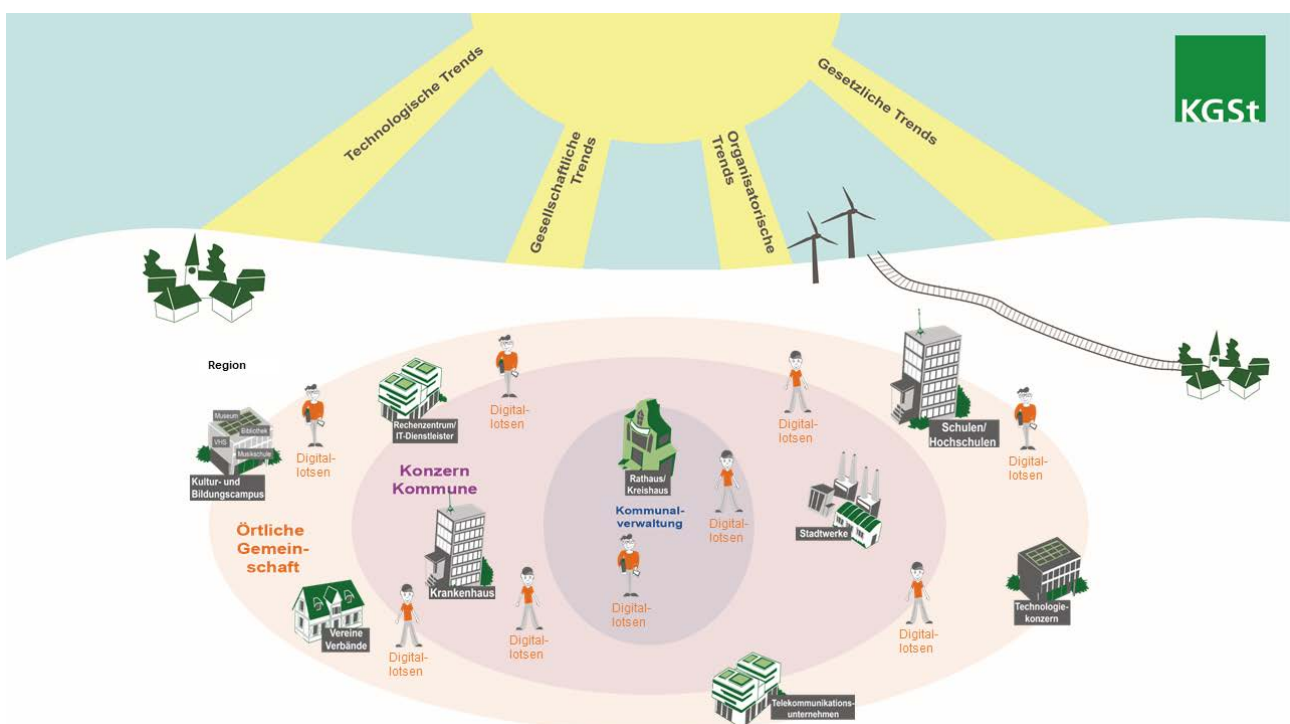 Technologische Trends
Gesellschaftliche
Trends
Organisatorische
Trends
Gesetzliche Trends
KGSt
Region
Museum
Bibliothek
VHS
Musikschule
Kultur- und
Bildungscampus
Digital-
lotsen
Rechenzentrum/
IT-Dienstleister
Digital-
lotsen
Digital-
lotsen
Schulen/
Hochschulen
Digital-
lotsen
Konzern
Kommune
Rathaus/
Kreishaus
Kommunal-
verwaltung
Digital-
lotsen
Stadtwerke
Örtliche
Gemein-
schaft
Krankenhaus
Digital-
lotsen
Technologie-
konzern
Vereine
Verbände
Digital-
lotsen
Digital-
lotsen
Digital-
lotsen
Telekommunikations-
unternehmen